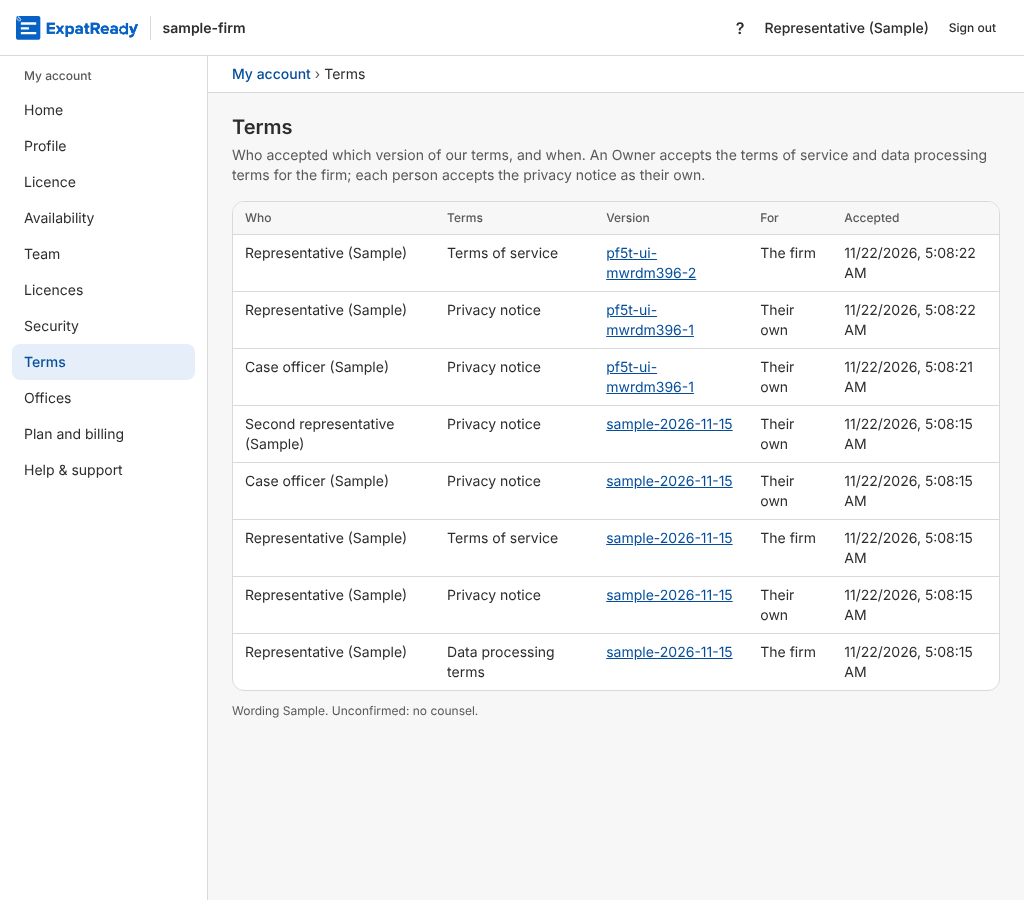 ExpatReady
sample-firm
?
Representative (Sample)
Sign out
My account
Home
Profile
Licence
Availability
Team
Licences
Security
Terms
Offices
Plan and billing
Help & support
My account › Terms
Terms
Who accepted which version of our terms, and when. An Owner accepts the terms of service and data processing
terms for the firm; each person accepts the privacy notice as their own.
Who Terms Version For Accepted
Representative (Sample) Terms of service pf5t-ui- The firm 11/22/2026, 5:08:22
mwrdm396-2 AM
Representative (Sample) Privacy notice pf5t-ui- Their 11/22/2026, 5:08:22
mwrdm396-1 own AM
Case officer (Sample) Privacy notice pf5t-ui- Their 11/22/2026, 5:08:21
mwrdm396-1 own AM
Second representative Privacy notice sample-2026-11-15 Their 11/22/2026, 5:08:15
(Sample) own AM
Case officer (Sample) Privacy notice sample-2026-11-15 Their 11/22/2026, 5:08:15
own AM
Representative (Sample) Terms of service sample-2026-11-15 The firm 11/22/2026, 5:08:15
AM
Representative (Sample) Privacy notice sample-2026-11-15 Their 11/22/2026, 5:08:15
own AM
Representative (Sample) Data processing sample-2026-11-15 The firm 11/22/2026, 5:08:15
terms AM
Wording Sample. Unconfirmed: no counsel.